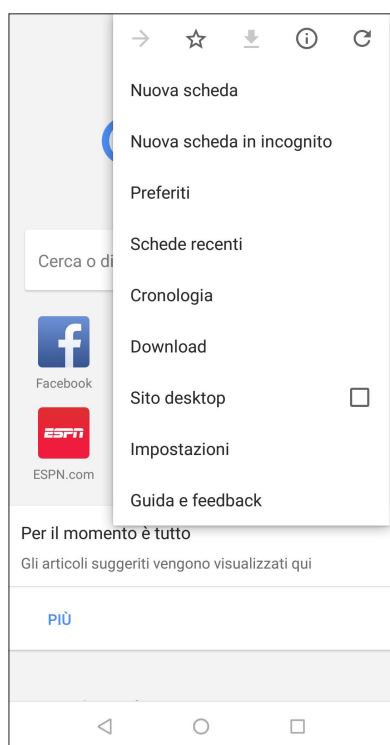 Nuova scheda
Nuova scheda in incognito
Preferiti
Schede recenti
Cronologia
Download
Sito desktop
Impostazioni
Guida e feedback
Cerca o di
Facebook
ESPN
ESPN.com
Per il momento è tutto
Gli articoli suggeriti vengono visualizzati qui
PIÙ